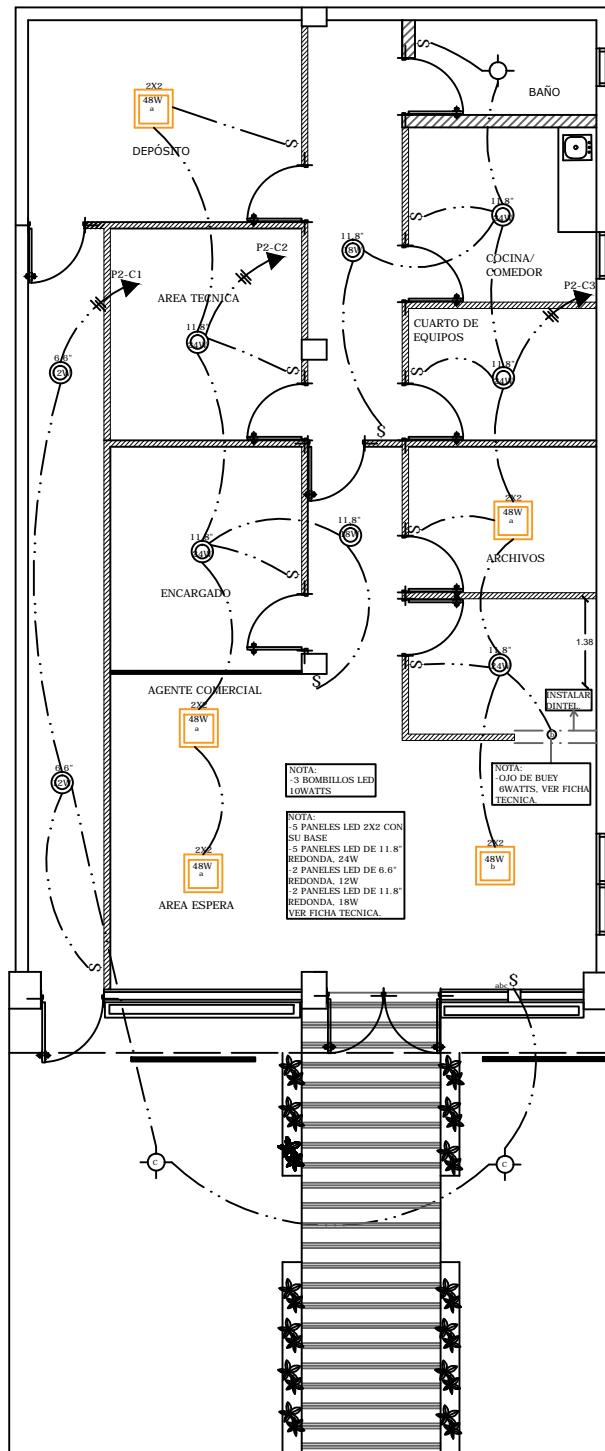 BAÑO
2X2
48W
a
DEPÓSITO
11.8"
24W
11.8"
18W
COCINA/
COMEDOR
P2-C2
P2-C1
P2-C3
AREA TECNICA
CUARTO DE
EQUIPOS
11.8"
24W
6.6"
12W
11.8"
24W
2X2
48W
a
11.8"
18W
11.8"
24W
ARCHIVOS
ENCARGADO
1.38
11.8"
24W
AGENTE COMERCIAL
INSTALAR
DINTEL.
2X2
48W
a
6.6"
12W
NOTA:
-3 BOMBILLOS LED
10WATTS
NOTA:
-OJO DE BUEY
6WATTS, VER FICHA
TECNICA.
NOTA:
-5 PANELES LED 2X2 CON
SU BASE
-5 PANELES LED DE 11.8"
REDONDA, 24W
-2 PANELES LED DE 6.6"
REDONDA, 12W
-2 PANELES LED DE 11.8"
REDONDA, 18W
VER FICHA TECNICA.
2X2
48W
a
2X2
48W
b
AREA ESPERA
abc
C
C